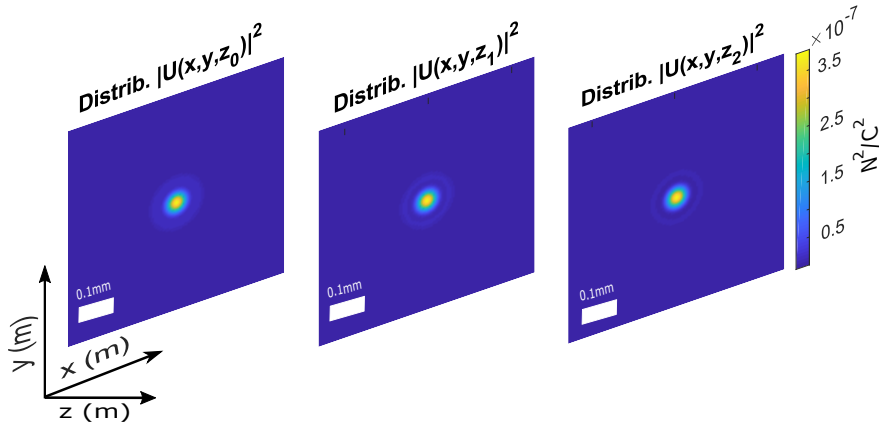 Distrib. |U(x,y,z₀)|²
Distrib. |U(x,y,z₁)|²
Distrib. |U(x,y,z₂)|²
×10⁻⁷
3.5
2.5
1.5
0.5
N²/C²
0.1mm
0.1mm
0.1mm
y (m)
x (m)
z (m)